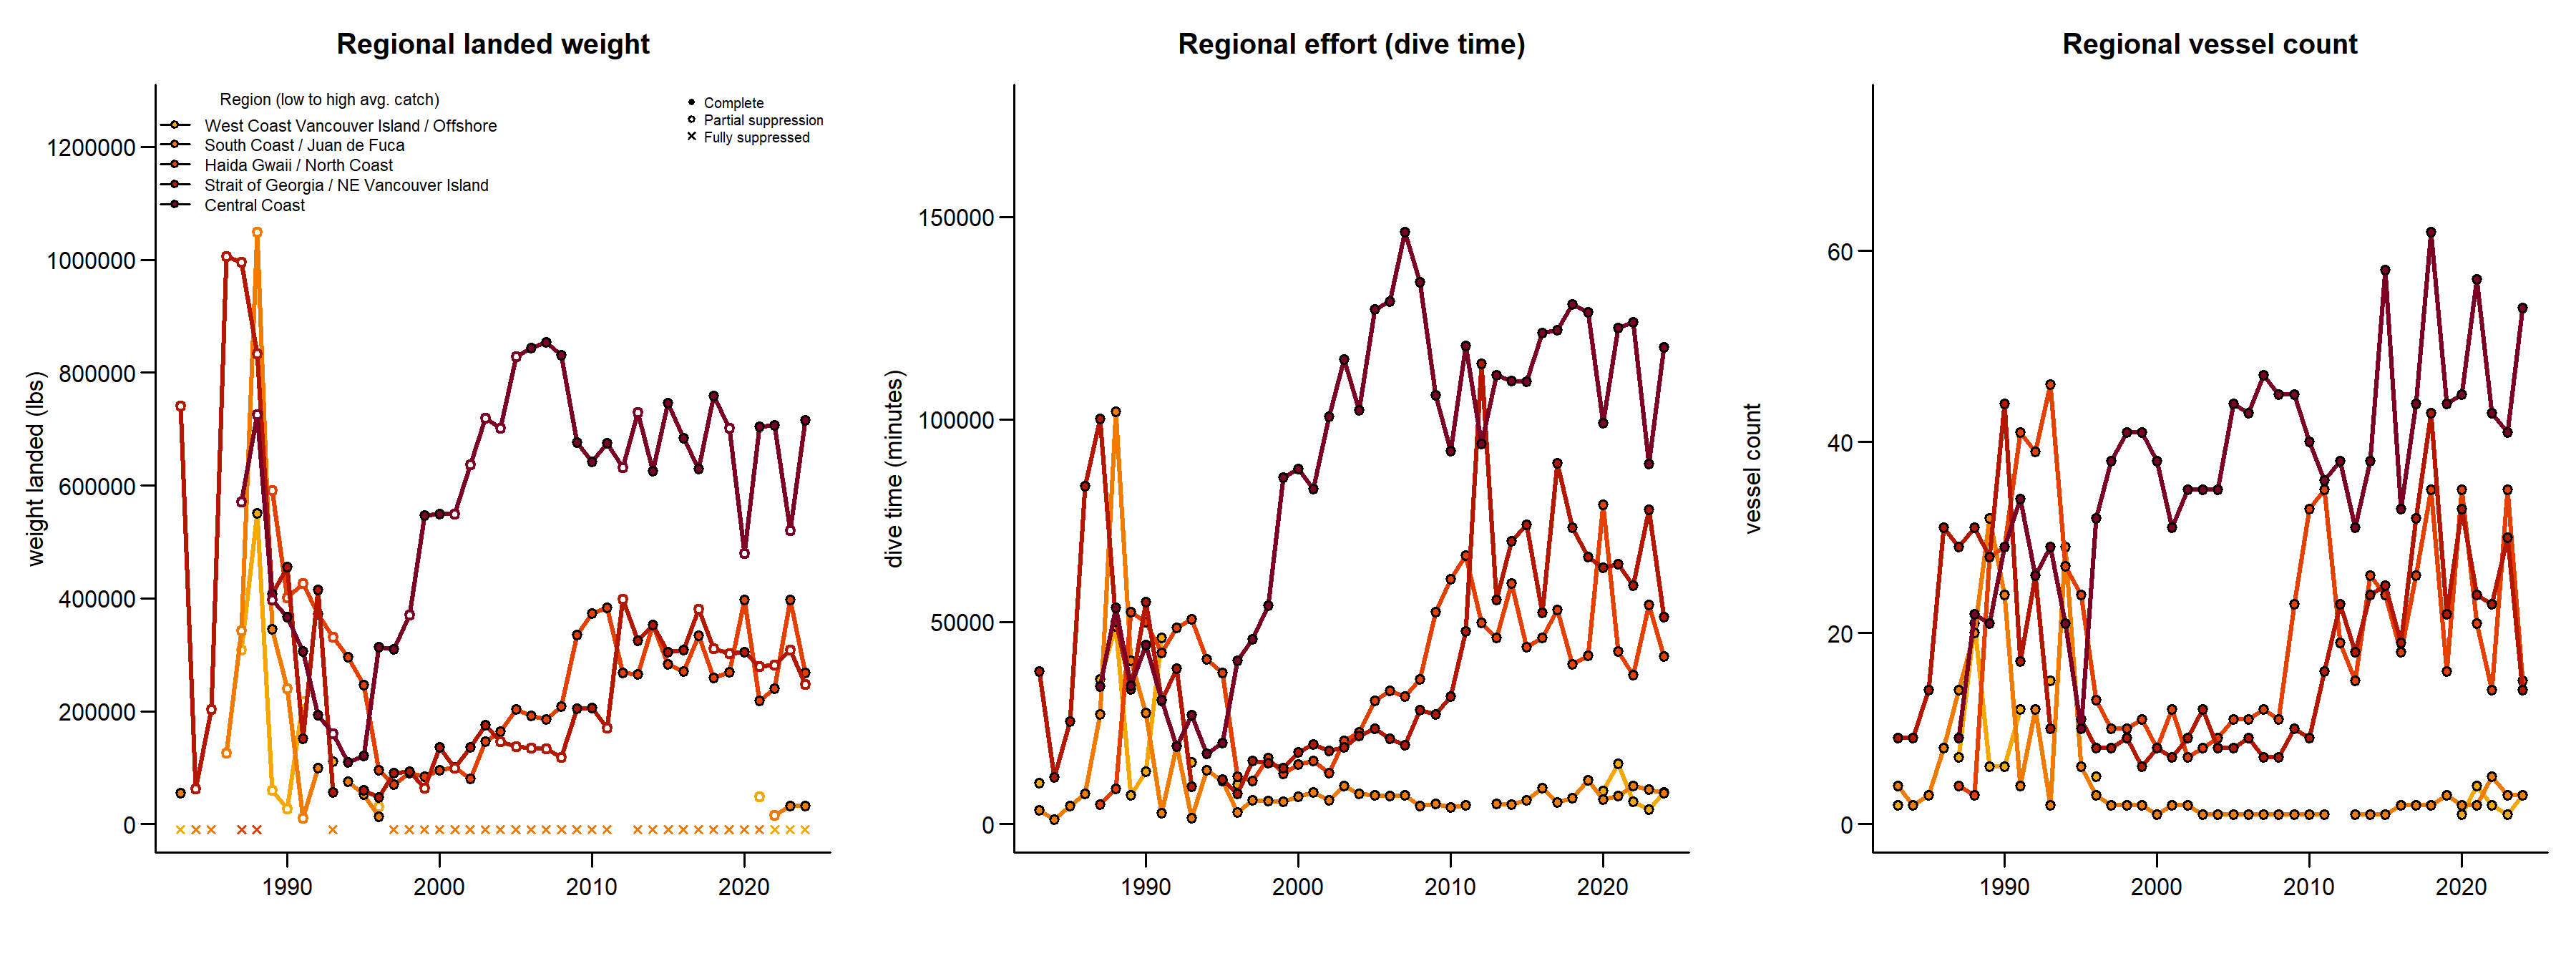 Regional landed weight
Region (low to high avg. catch)
West Coast Vancouver Island / Offshore
South Coast / Juan de Fuca
Haida Gwaii / North Coast
Strait of Georgia / NE Vancouver Island
Central Coast
Complete
Partial suppression
Fully suppressed
weight landed (lbs)
1200000
1000000
800000
600000
400000
200000
0
1990 2000 2010 2020
Regional effort (dive time)
dive time (minutes)
150000
100000
50000
0
1990 2000 2010 2020
Regional vessel count
vessel count
60
40
20
0
1990 2000 2010 2020